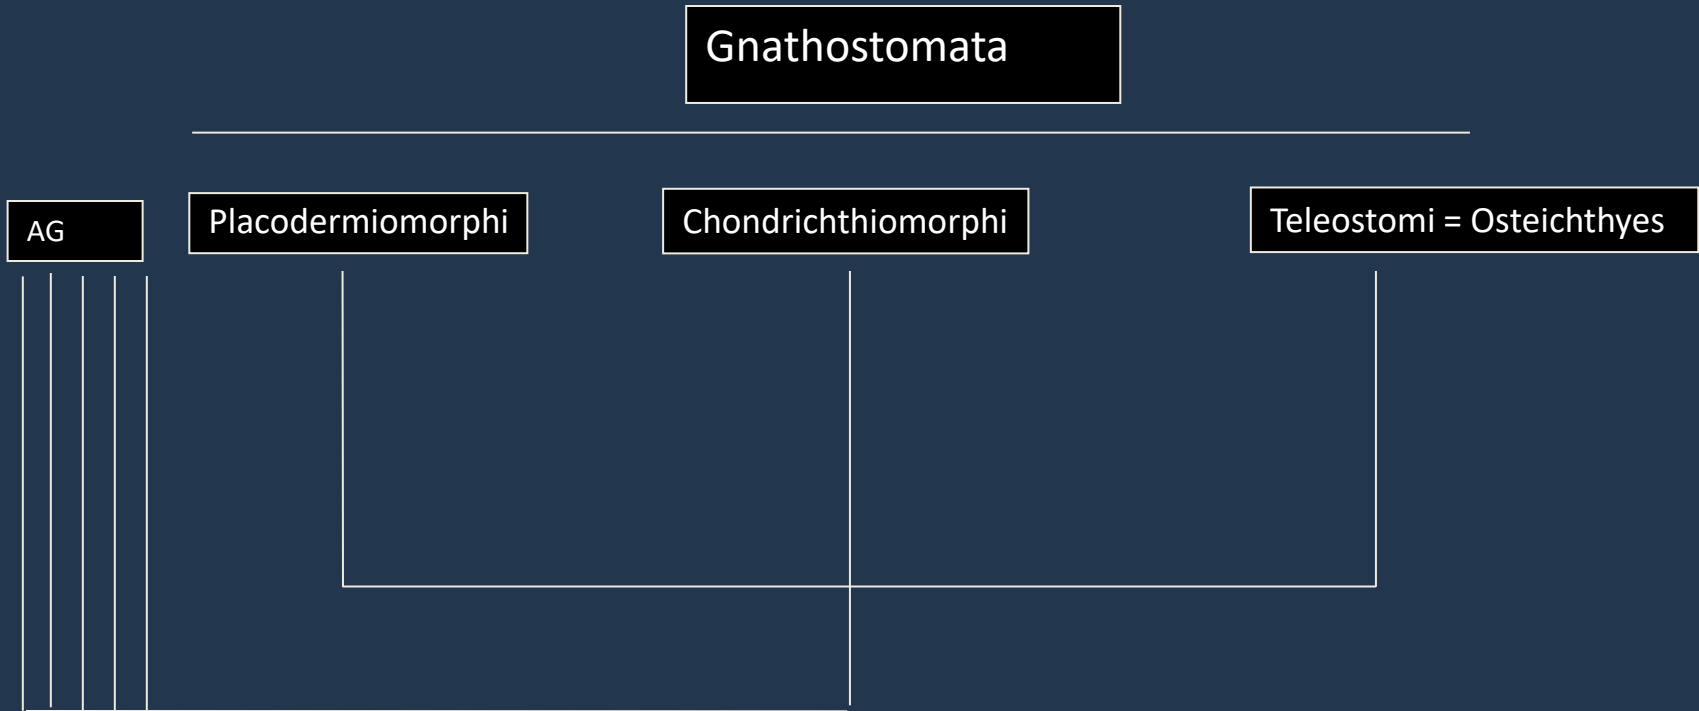 Gnathostomata
AG
Placodermiomorphi
Chondrichthiomorphi
Teleostomi = Osteichthyes